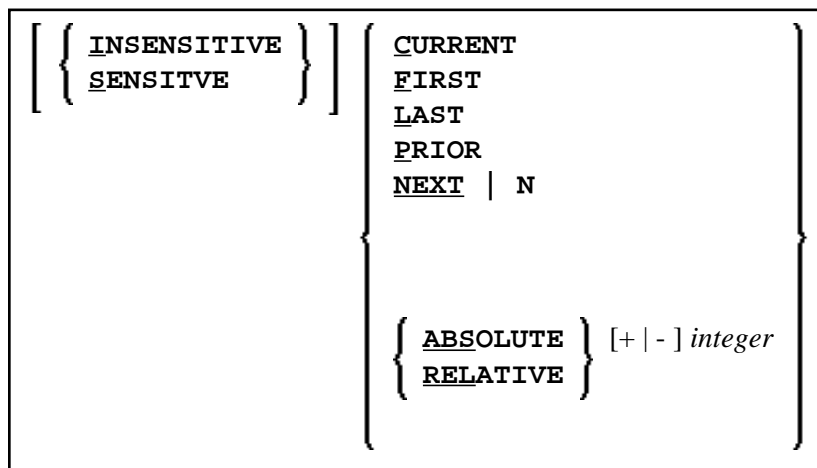 [ { INSENSITIVE } ] { CURRENT
SENSITVE FIRST
LAST
PRIOR
NEXT | N
{ ABSOLUTE } [+ | - ] integer
RELATIVE }